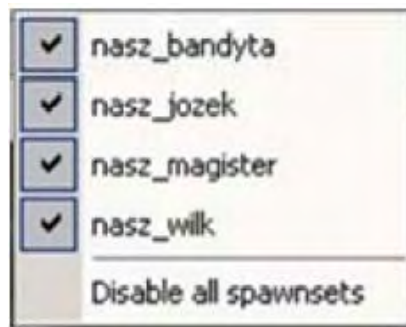 nasz_bandyta
nasz_jozek
nasz_magister
nasz_wilk
Disable all spawnsets